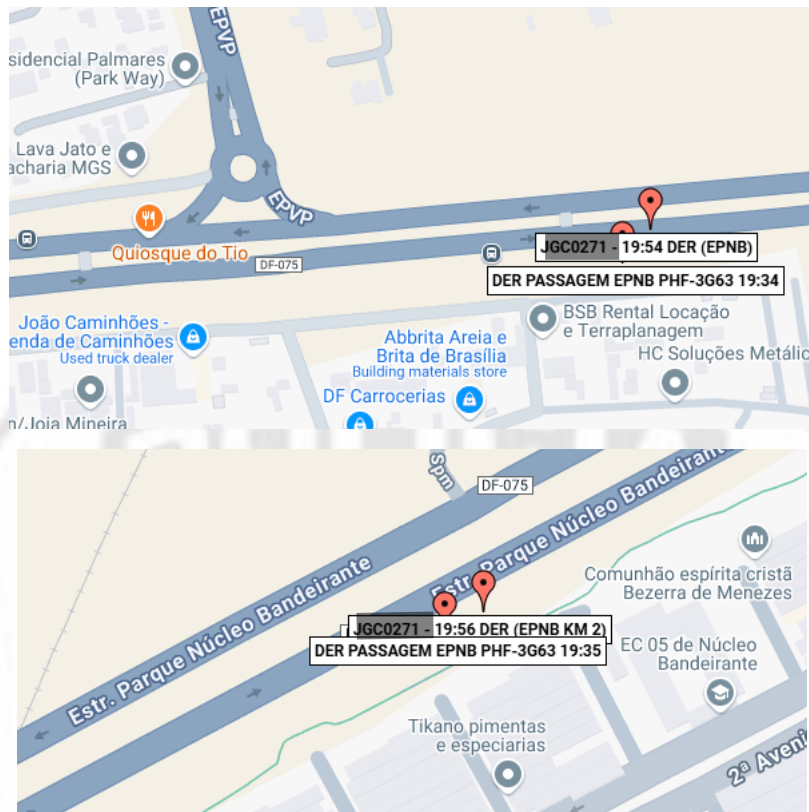 EPVP
sidencial Palmares
(Park Way)
Lava Jato e
acharia MGS
EPVP
Quiosque do Tio
DF-075
JGC0271 - 19:54 DER (EPNB)
DER PASSAGEM EPNB PHF-3G63 19:34
João Caminhões -
enda de Caminhões
Used truck dealer
BSB Rental Locação
e Terraplanagem
Abbrita Areia e
Brita de Brasília
Building materials store
HC Soluções Metálic
DF Carrocerias
n/Joia Mineira
Spm
DF-075
Estr. Parque Núcleo Bandeirante
Estr. Parque Núcleo Bandeirante
Comunhão espírita cristã
Bezerra de Menezes
JGC0271 - 19:56 DER (EPNB KM 2)
DER PASSAGEM EPNB PHF-3G63 19:35
EC 05 de Núcleo
Bandeirante
Tikano pimentas
e especiarias
2ª Aveni